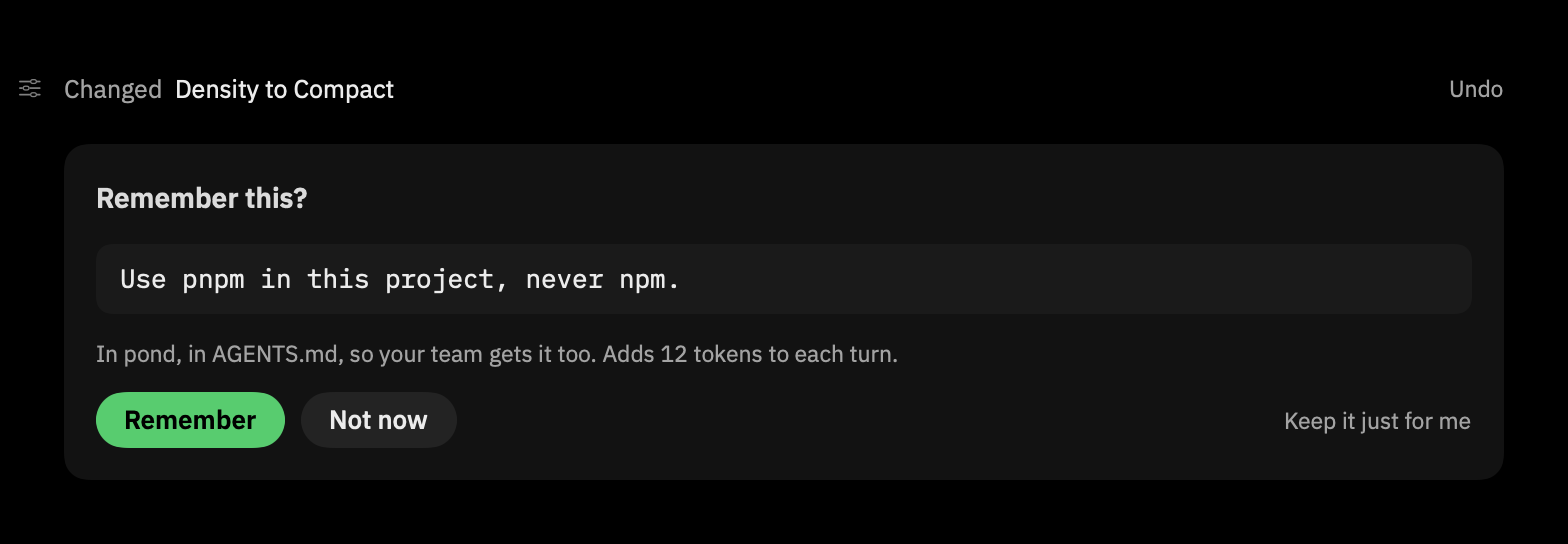 Changed Density to Compact Undo
Remember this?
Use pnpm in this project, never npm.
In pond, in AGENTS.md, so your team gets it too. Adds 12 tokens to each turn.
Remember Not now Keep it just for me